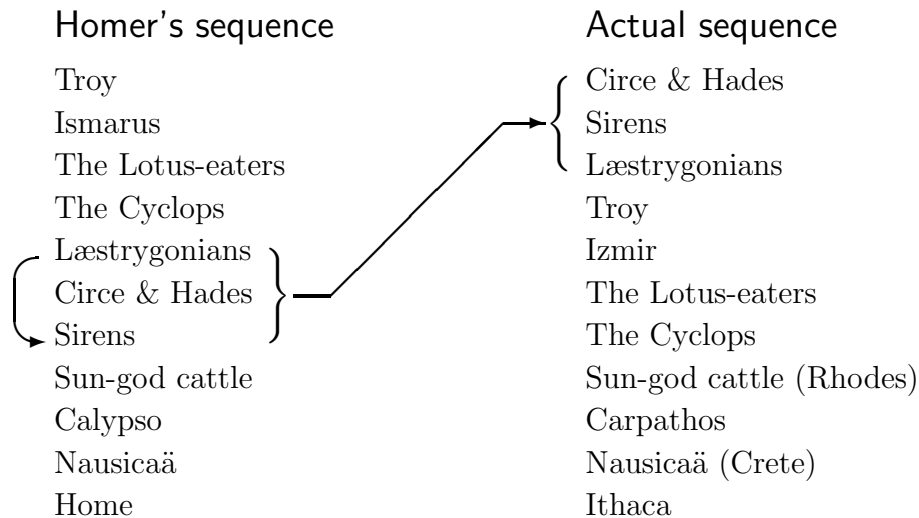 Homer's sequence
Troy
Ismarus
The Lotus-eaters
The Cyclops
Læstrygonians
Circe & Hades
Sirens
Sun-god cattle
Calypso
Nausicaä
Home
Actual sequence
Circe & Hades
Sirens
Læstrygonians
Troy
Izmir
The Lotus-eaters
The Cyclops
Sun-god cattle (Rhodes)
Carpathos
Nausicaä (Crete)
Ithaca